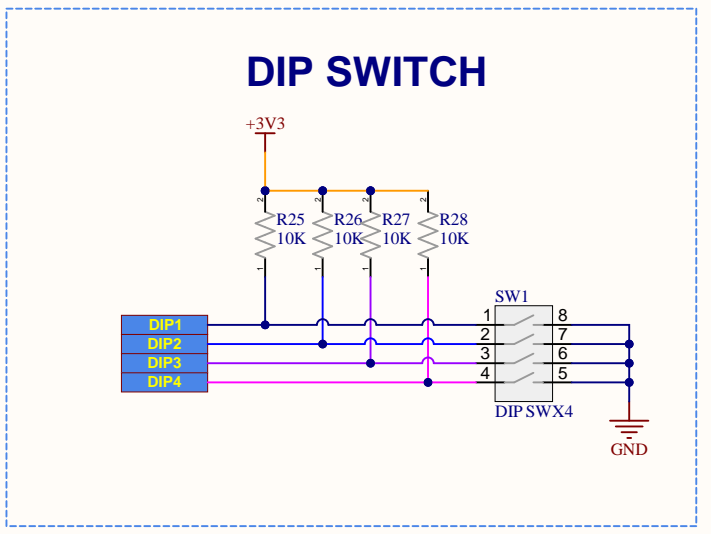 DIP SWITCH
+3V3
2 2 2 2
R25 R26 R27 R28
10K 10K 10K 10K
1 1 1 1
SW1
DIP1 1 8
DIP2 2 7
DIP3 3 6
DIP4 4 5
DIP SWX4
GND